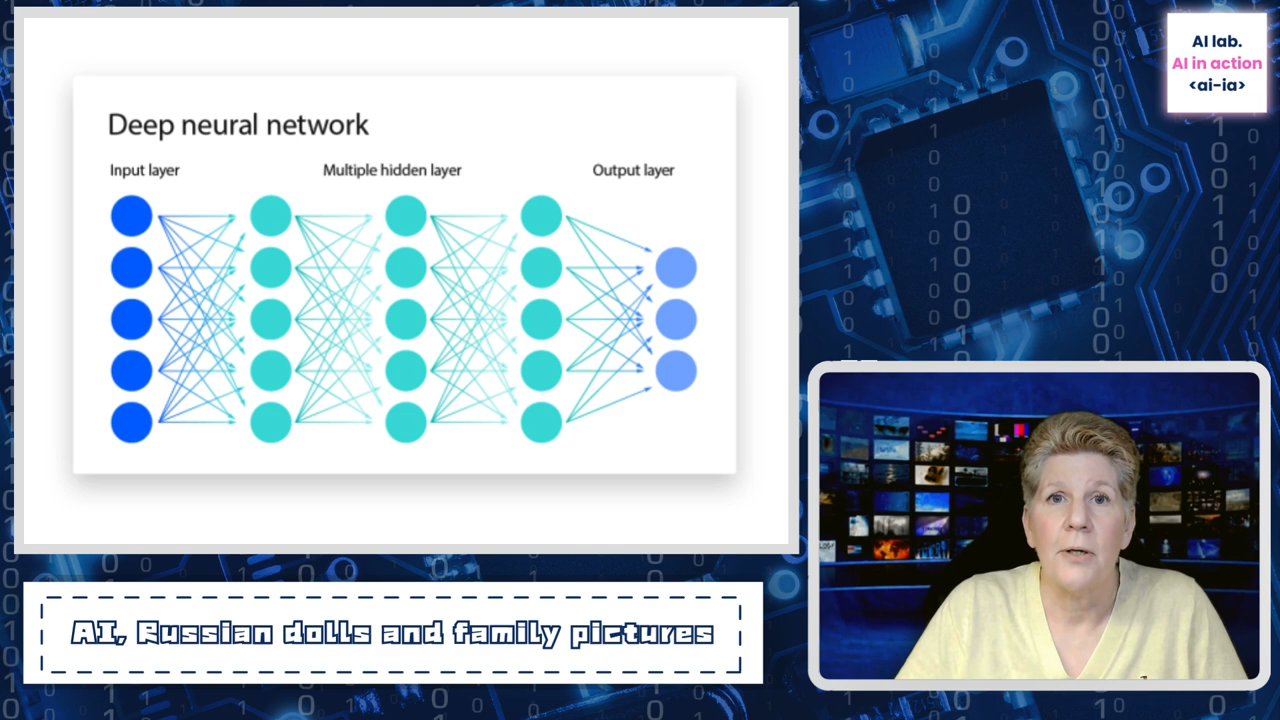 Deep neural network
Input layer
Multiple hidden layer
Output layer
AI lab.
AI in action
<ai-ia>
AI, Russian dolls and family pictures